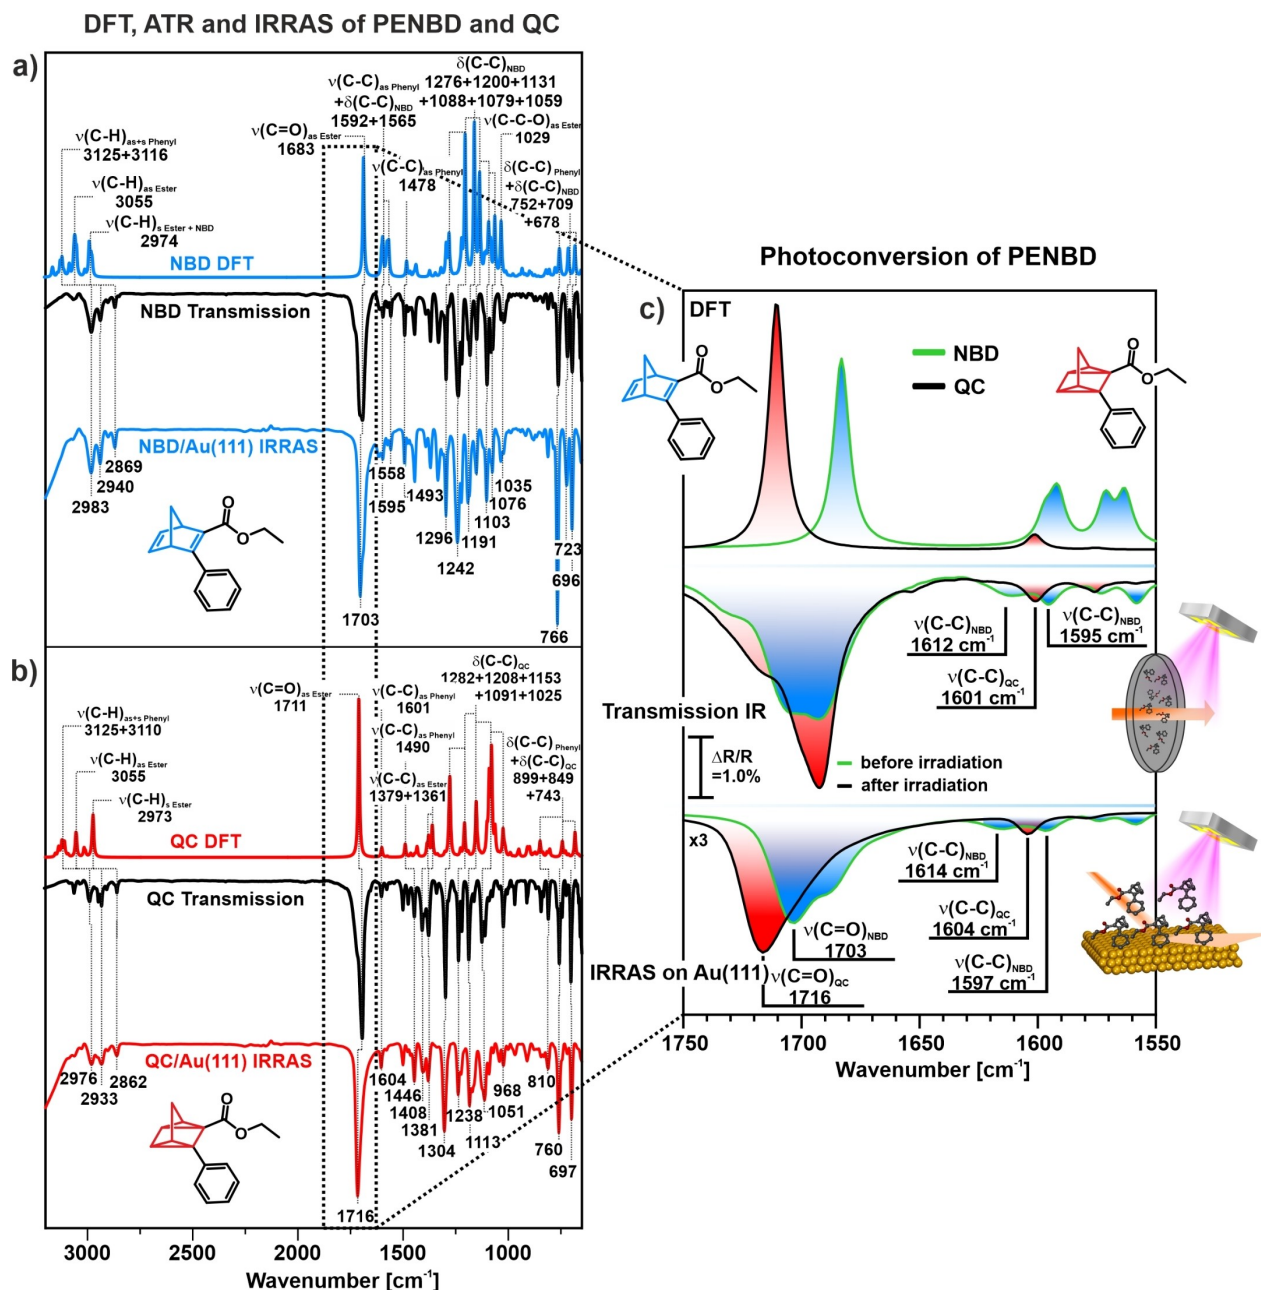 DFT, ATR and IRRAS of PENBD and QC
a)
δ(C-C)NBD
1276+1200+1131
+1088+1079+1059
ν(C-C)as Phenyl
+δ(C-C)NBD
1592+1565
ν(C-C-O)as Ester
1029
ν(C=O)as Ester
1683
ν(C-H)as+s Phenyl
3125+3116
ν(C-C)as Phenyl
1478
δ(C-C)Phenyl
+δ(C-C)NBD
752+709
+678
ν(C-H)as Ester
3055
ν(C-H)s Ester + NBD
2974
NBD DFT
NBD Transmission
NBD/Au(111) IRRAS
2869
2940
2983
1558
1595
1493
1035
1076
1103
1191
1296
1242
723
696
1703
766
O
O
b)
δ(C-C)QC
1282+1208+1153
+1091+1025
ν(C=O)as Ester
1711
ν(C-C)as Phenyl
1601
ν(C-C)as Phenyl
1490
ν(C-C)as Ester
1379+1361
δ(C-C)Phenyl
+δ(C-C)QC
899+849
+743
ν(C-H)as+s Phenyl
3125+3110
ν(C-H)as Ester
3055
ν(C-H)s Ester
2973
QC DFT
QC Transmission
QC/Au(111) IRRAS
2976
2933
2862
1604
1446
1408
1381
1304
1238
1113
1051
968
810
760
697
1716
O
O
3000 2500 2000 1500 1000
Wavenumber [cm-1]
Photoconversion of PENBD
c)
DFT
NBD
QC
O
O
O
O
ν(C-C)NBD
1612 cm-1
ν(C-C)NBD
1595 cm-1
ν(C-C)QC
1601 cm-1
Transmission IR
ΔR/R
=1.0%
before irradiation
after irradiation
x3
ν(C-C)NBD
1614 cm-1
ν(C-C)QC
1604 cm-1
ν(C-C)NBD
1597 cm-1
ν(C=O)NBD
1703
IRRAS on Au(111)
ν(C=O)QC
1716
1750 1700 1650 1600 1550
Wavenumber [cm-1]